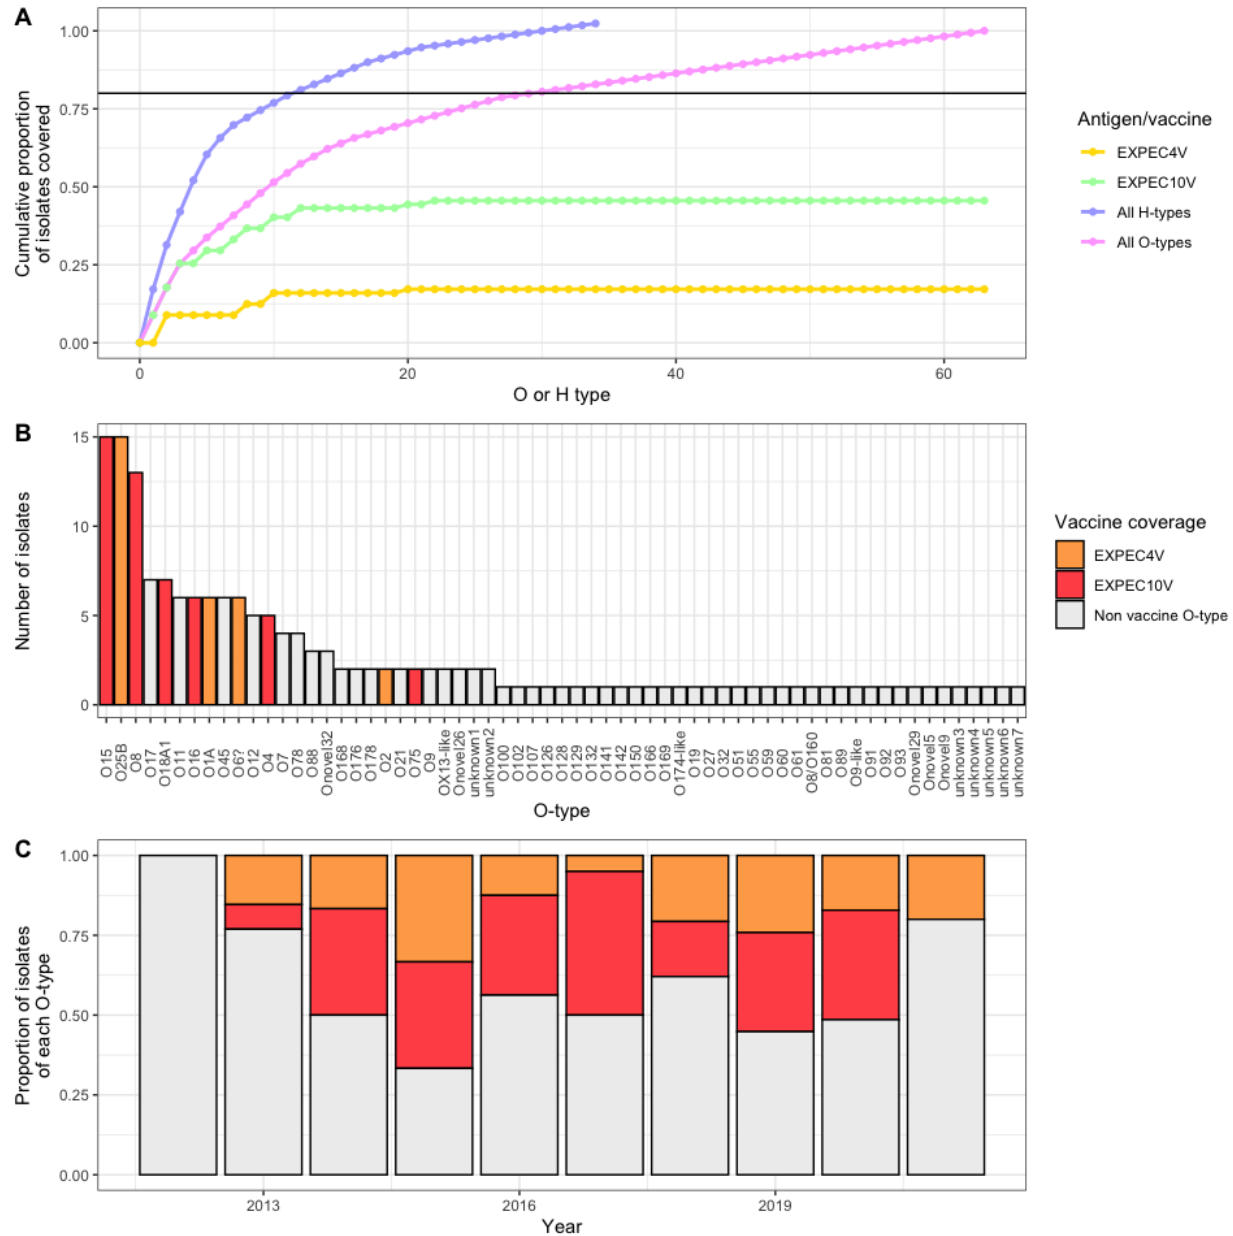 A
1.00
0.75
0.50
0.25
0.00
Cumulative proportion
of isolates covered
0
20
40
60
O or H type
Antigen/vaccine
EXPEC4V
EXPEC10V
All H-types
All O-types
B
15
10
5
0
Number of isolates
O15
O25B
O8
O17
O18A1
O11
O16
O1A
O45
O6?
O12
O4
O7
O78
O88
Onovel32
O168
O176
O178
O2
O21
O75
O9
OX13-like
Onovel26
unknown1
unknown2
O100
O102
O107
O126
O128
O129
O132
O141
O142
O150
O166
O169
O174-like
O19
O27
O32
O51
O55
O59
O60
O61
O8/O160
O81
O89
O9-like
O91
O92
O93
Onovel29
Onovel5
Onovel9
unknown3
unknown4
unknown5
unknown6
unknown7
O-type
Vaccine coverage
EXPEC4V
EXPEC10V
Non vaccine O-type
C
1.00
0.75
0.50
0.25
0.00
Proportion of isolates
of each O-type
2013
2016
2019
Year